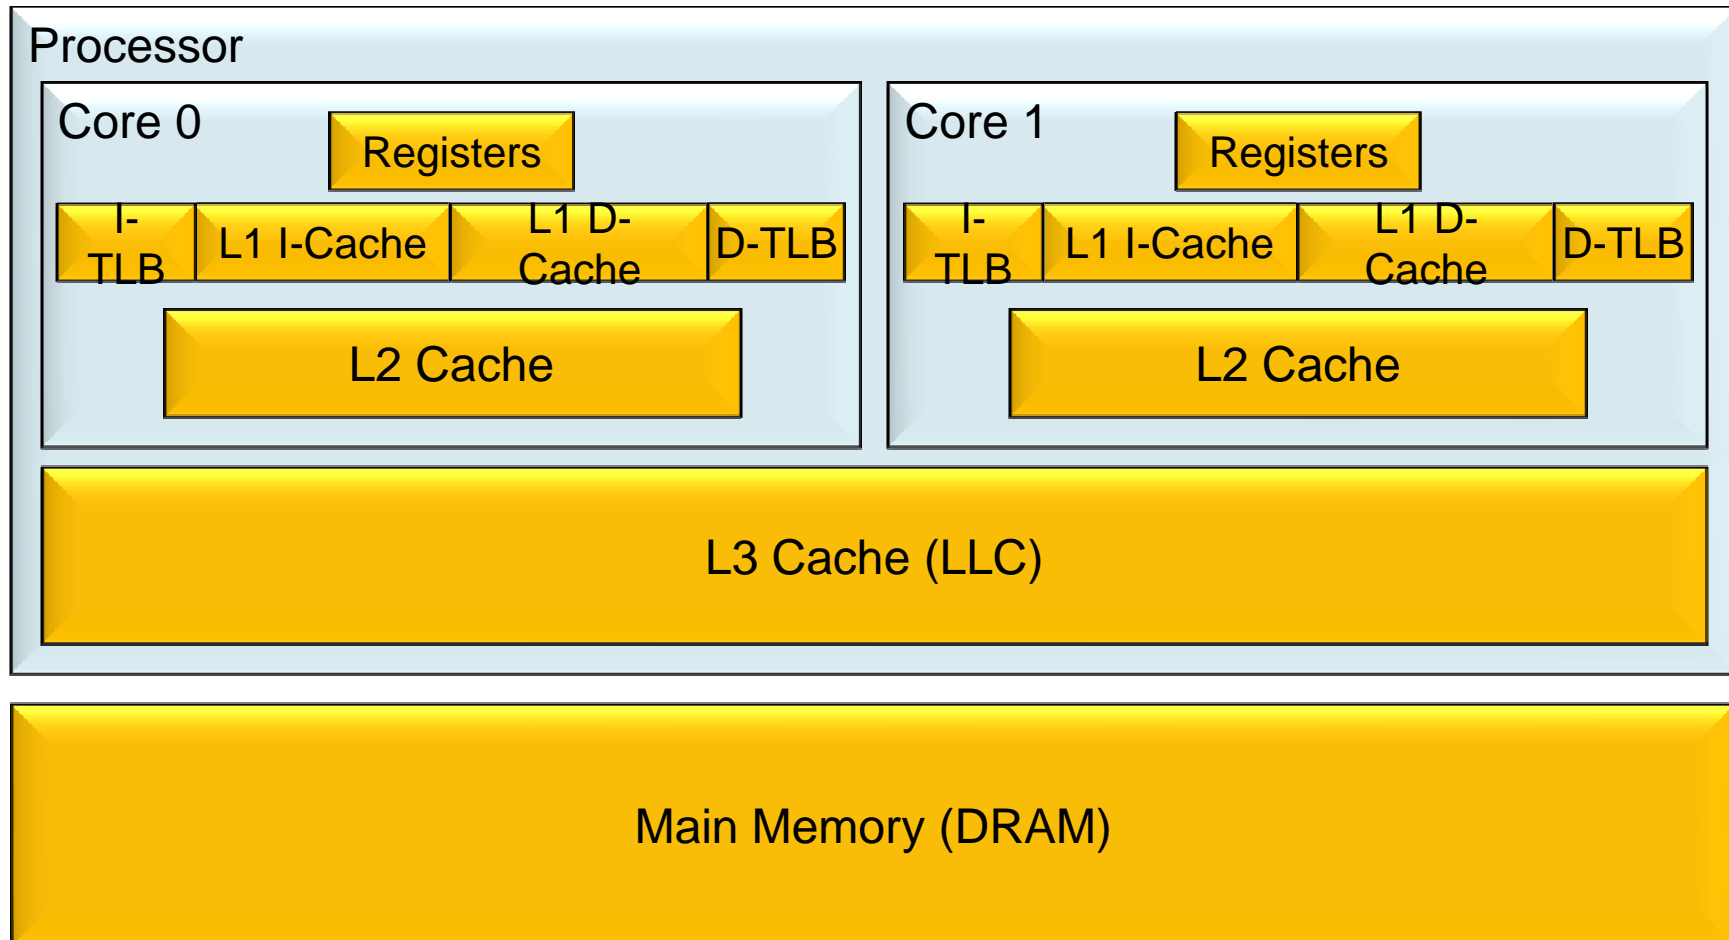 Processor
Core 0
Registers
I-
TLB
L1 I-Cache
L1 D-
Cache
D-TLB
L2 Cache
Core 1
Registers
I-
TLB
L1 I-Cache
L1 D-
Cache
D-TLB
L2 Cache
L3 Cache (LLC)
Main Memory (DRAM)